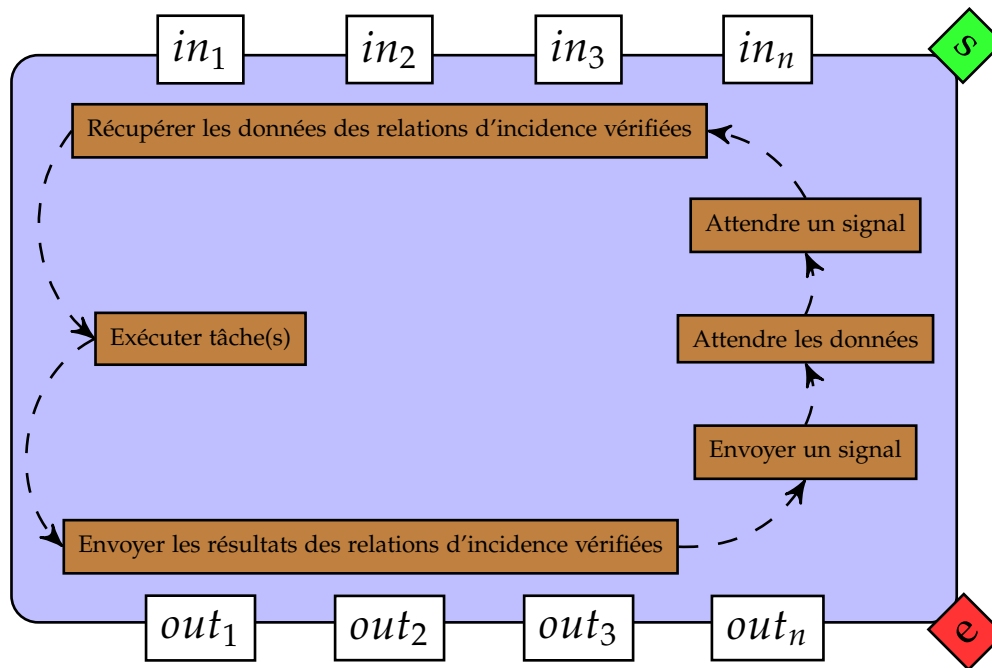 in₁ in₂ in₃ inₙ s
Récupérer les données des relations d'incidence vérifiées
Attendre un signal
Exécuter tâche(s)
Attendre les données
Envoyer un signal
Envoyer les résultats des relations d'incidence vérifiées
out₁ out₂ out₃ outₙ e